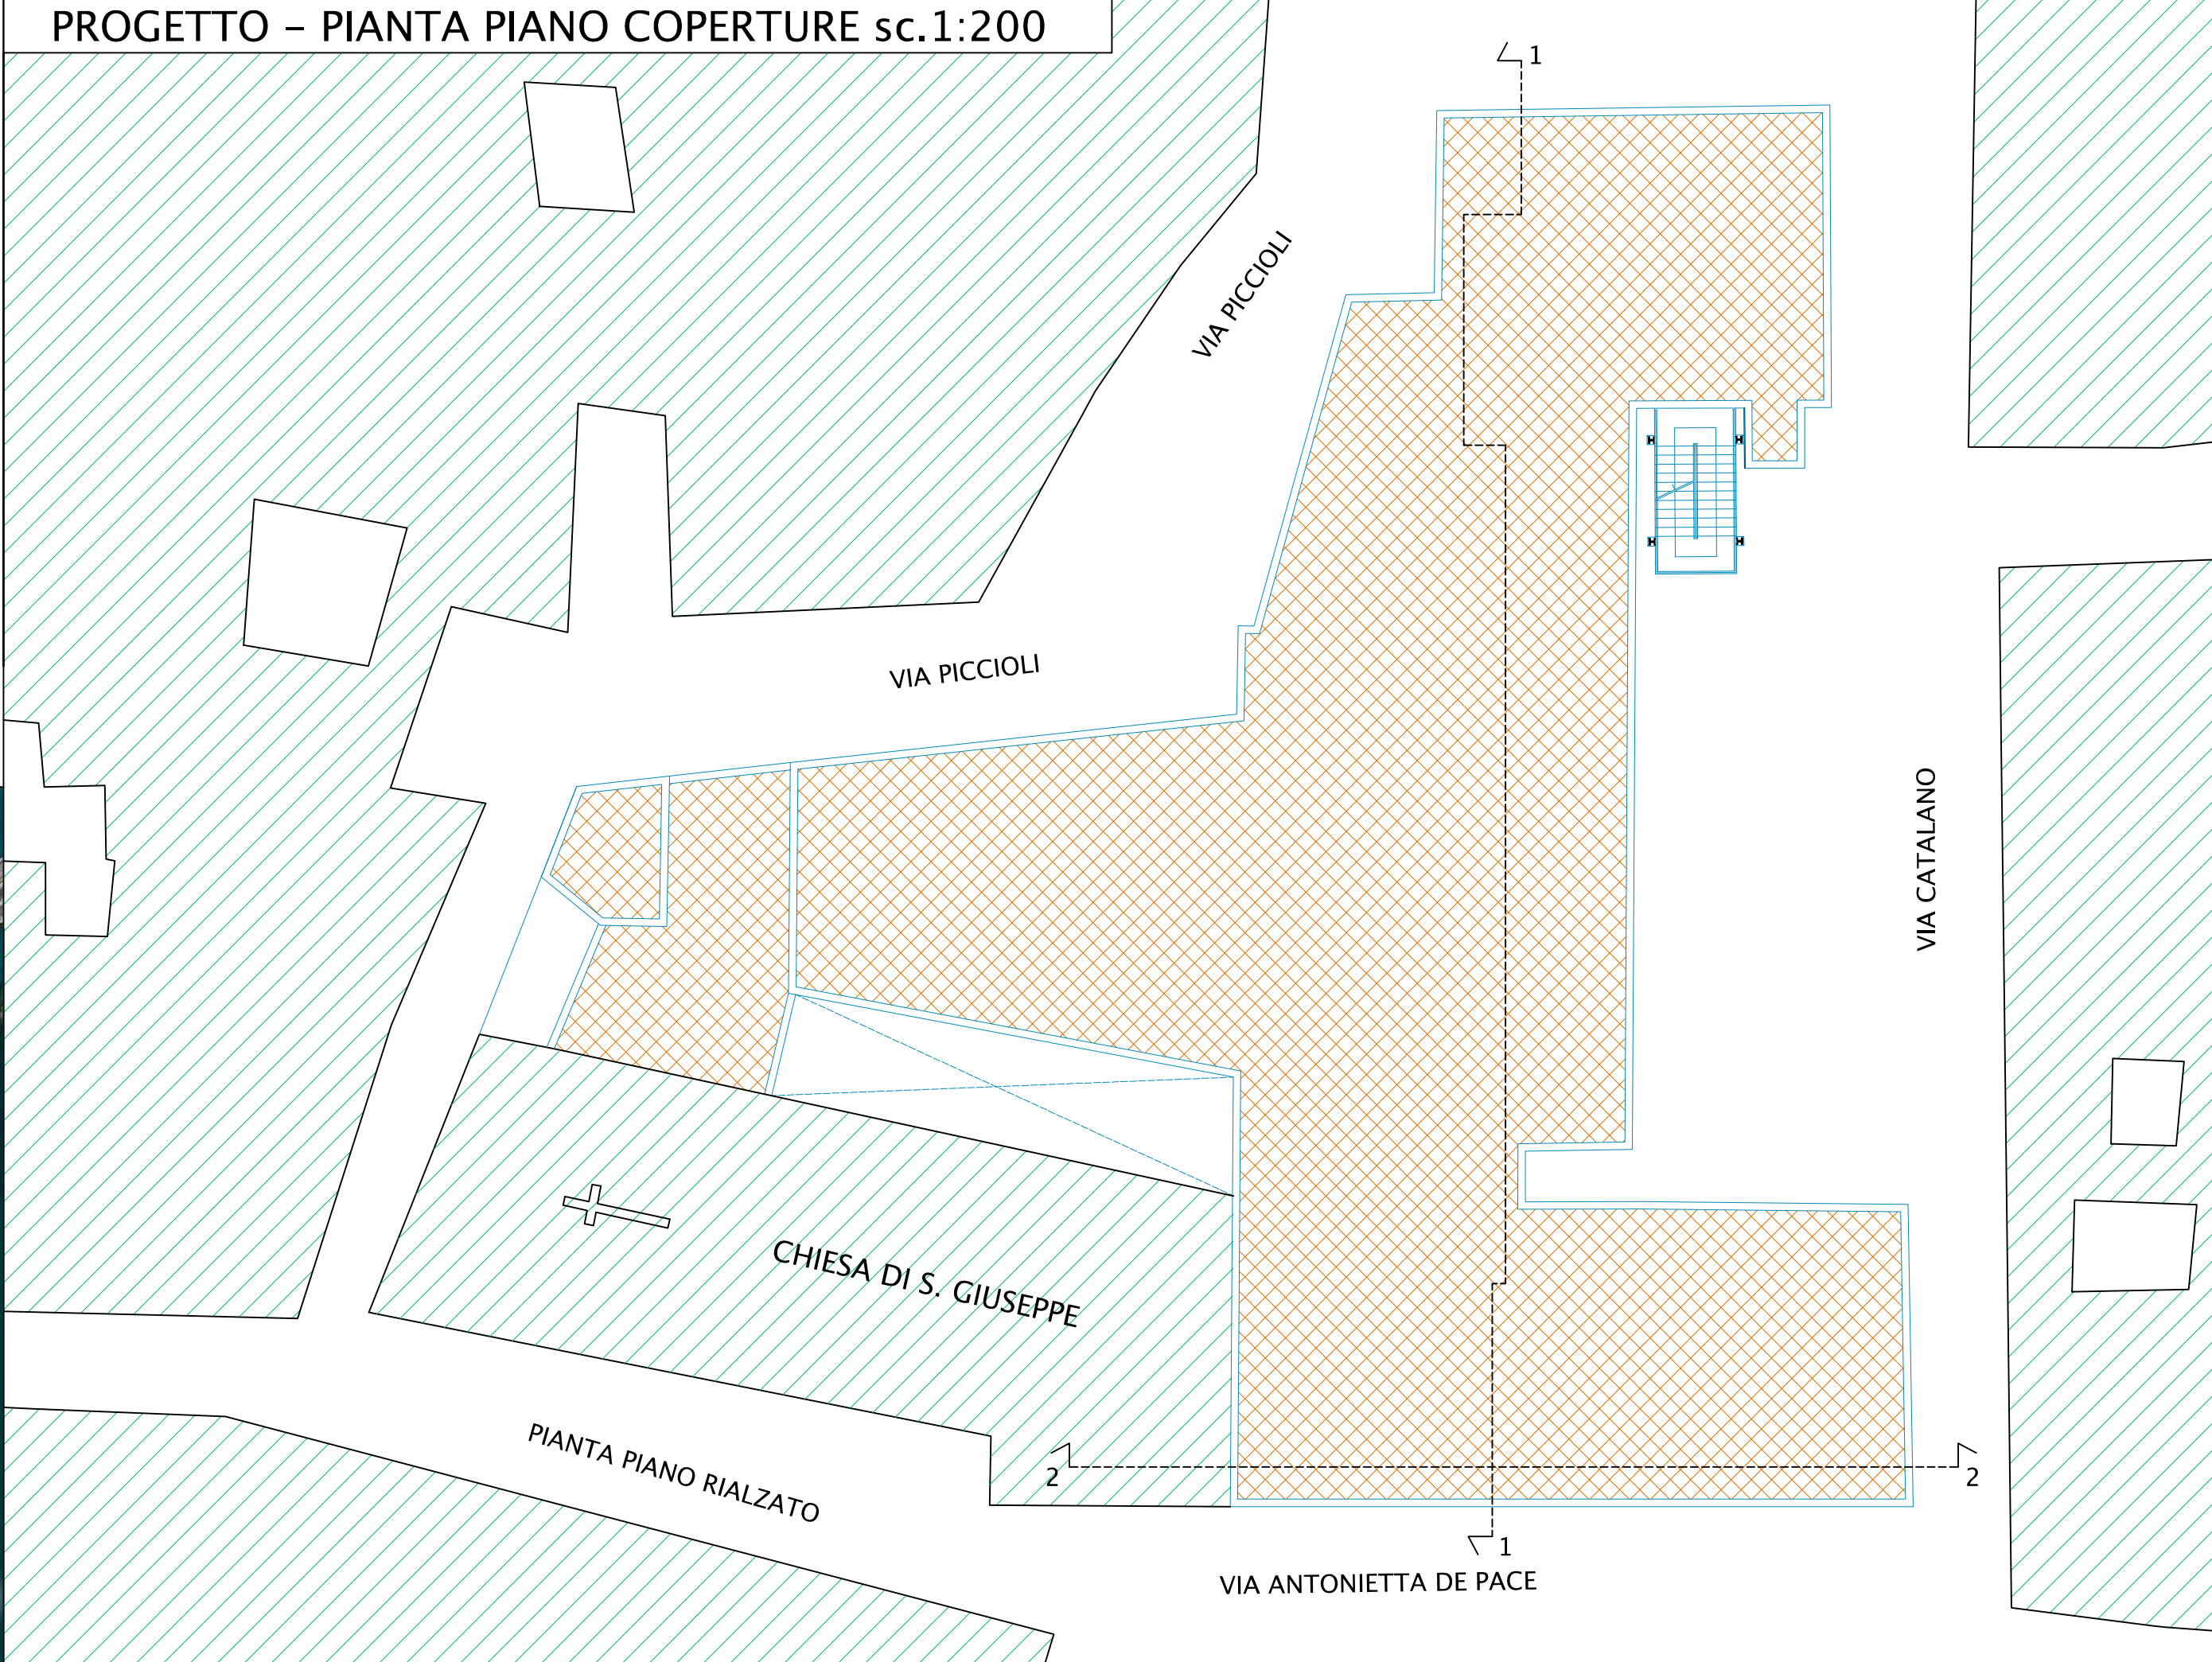 PROGETTO – PIANTA PIANO COPERTURE sc.1:200
1
VIA PICCIOLI
VIA PICCIOLI
VIA CATALANO
CHIESA DI S. GIUSEPPE
PIANTA PIANO RIALZATO
2
2
1
VIA ANTONIETTA DE PACE